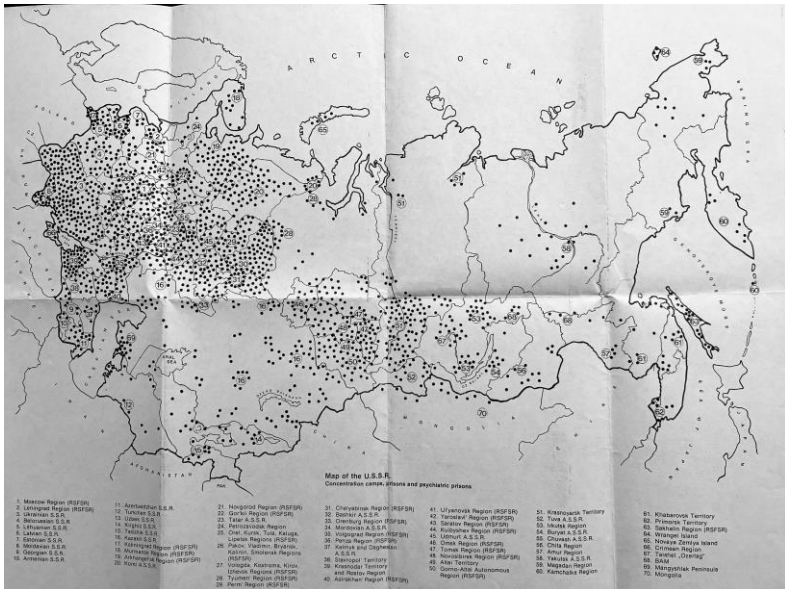 ARCTIC OCEAN
BERING SEA
POLAND
ARAL SEA
AFGHANISTAN
CHINA
MONGOLIA
Map of the U.S.S.R.
Concentration camps, prisons and psychiatric prisons
1. Moscow Region (RSFSR)
2. Leningrad Region (RSFSR)
3. Ukrainian S.S.R.
4. Belorussian S.S.R.
5. Lithuanian S.S.R.
6. Latvian S.S.R.
7. Estonian S.S.R.
8. Moldavian S.S.R.
9. Georgian S.S.R.
10. Armenian S.S.R.
11. Azerbaidzhan S.S.R.
12. Turkmen S.S.R.
13. Uzbek S.S.R.
14. Kirghiz S.S.R.
15. Tadzhik S.S.R.
16. Kazakh S.S.R.
17. Kaliningrad Region (RSFSR)
18. Murmansk Region (RSFSR)
19. Arkhangelsk Region (RSFSR)
20. Komi A.S.S.R.
21. Novgorod Region (RSFSR)
22. Gorkii Region (RSFSR)
23. Tatar A.S.S.R.
24. Petrozavodsk Region
25. Orel, Kursk, Tula, Kaluga,
Lipetsk Regions (RSFSR)
26. Pskov, Vladimir, Bryansk,
Kalinin, Smolensk Regions
(RSFSR)
27. Vologda, Kostroma, Kirov,
Izhevsk Regions (RSFSR)
28. Tyumen Region (RSFSR)
29. Perm Region (RSFSR)
31. Chelyabinsk Region (RSFSR)
32. Bashkir A.S.S.R.
33. Orenburg Region (RSFSR)
34. Mordovian A.S.S.R.
35. Volgograd Region (RSFSR)
36. Penza Region (RSFSR)
37. Kalmyk and Daghestan
A.S.S.R.
38. Stavropol' Territory
39. Krasnodar Territory
and Rostov Region
40. Astrakhan' Region (RSFSR)
41. Ul'yanovsk Region (RSFSR)
42. Yaroslavl' Region (RSFSR)
43. Saratov Region (RSFSR)
44. Kuibyshev Region (RSFSR)
45. Udmurt A.S.S.R.
46. Omsk Region (RSFSR)
47. Tomsk Region (RSFSR)
48. Novosibirsk Region (RSFSR)
49. Altai Territory
50. Gorno-Altai Autonomous
Region (RSFSR)
51. Krasnoyarsk Territory
52. Tuva A.S.S.R.
53. Irkutsk Region
54. Buryat A.S.S.R.
55. Chuvash A.S.S.R.
56. Chita Region
57. Amur Region
58. Yakutsk A.S.S.R.
59. Magadan Region
60. Kamchatka Region
61. Khabarovsk Territory
62. Primorsk Territory
63. Sakhalin Region (RSFSR)
64. Wrangel Island
65. Novaya Zemlya Island
66. Crimean Region
67. Taishet „Ozerlag"
68. BAM
69. Mangyshlak Peninsula
70. Mongolia